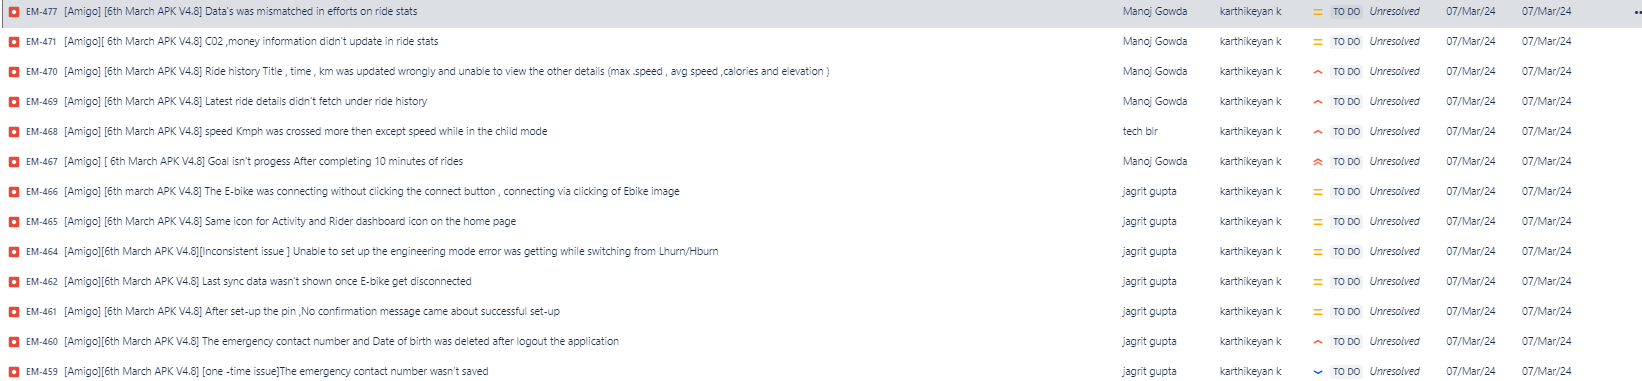 EM-477 [Amigo] [6th March APK V4.8] Data's was mismatched in efforts on ride stats Manoj Gowda karthikeyan k TO DO Unresolved 07/Mar/24 07/Mar/24
EM-471 [Amigo][ 6th March APK V4.8] C02 ,money information didn't update in ride stats Manoj Gowda karthikeyan k TO DO Unresolved 07/Mar/24 07/Mar/24
EM-470 [Amigo] [6th March APK V4.8] Ride history Title , time , km was updated wrongly and unable to view the other details (max .speed , avg speed ,calories and elevation ) Manoj Gowda karthikeyan k TO DO Unresolved 07/Mar/24 07/Mar/24
EM-469 [Amigo] [6th March APK V4.8] Latest ride details didn't fetch under ride history Manoj Gowda karthikeyan k TO DO Unresolved 07/Mar/24 07/Mar/24
EM-468 [Amigo] [6th March APK V4.8] speed Kmph was crossed more then except speed while in the child mode tech blr karthikeyan k TO DO Unresolved 07/Mar/24 07/Mar/24
EM-467 [Amigo] [ 6th March APK V4.8] Goal isn't progess After completing 10 minutes of rides Manoj Gowda karthikeyan k TO DO Unresolved 07/Mar/24 07/Mar/24
EM-466 [Amigo] [6th march APK V4.8] The E-bike was connecting without clicking the connect button , connecting via clicking of Ebike image jagrit gupta karthikeyan k TO DO Unresolved 07/Mar/24 07/Mar/24
EM-465 [Amigo] [6th March APK V4.8] Same icon for Activity and Rider dashboard icon on the home page jagrit gupta karthikeyan k TO DO Unresolved 07/Mar/24 07/Mar/24
EM-464 [Amigo][6th March APK V4.8][Inconsistent issue ] Unable to set up the engineering mode error was getting while switching from Lhurn/Hburn jagrit gupta karthikeyan k TO DO Unresolved 07/Mar/24 07/Mar/24
EM-462 [Amigo] [6th March APK V4.8] Last sync data wasn't shown once E-bike get disconnected jagrit gupta karthikeyan k TO DO Unresolved 07/Mar/24 07/Mar/24
EM-461 [Amigo] [6th March APK V4.8] After set-up the pin ,No confirmation message came about successful set-up jagrit gupta karthikeyan k TO DO Unresolved 07/Mar/24 07/Mar/24
EM-460 [Amigo][6th March APK V4.8] The emergency contact number and Date of birth was deleted after logout the application jagrit gupta karthikeyan k TO DO Unresolved 07/Mar/24 07/Mar/24
EM-459 [Amigo][6th March APK V4.8] [one -time issue]The emergency contact number wasn't saved jagrit gupta karthikeyan k TO DO Unresolved 07/Mar/24 07/Mar/24